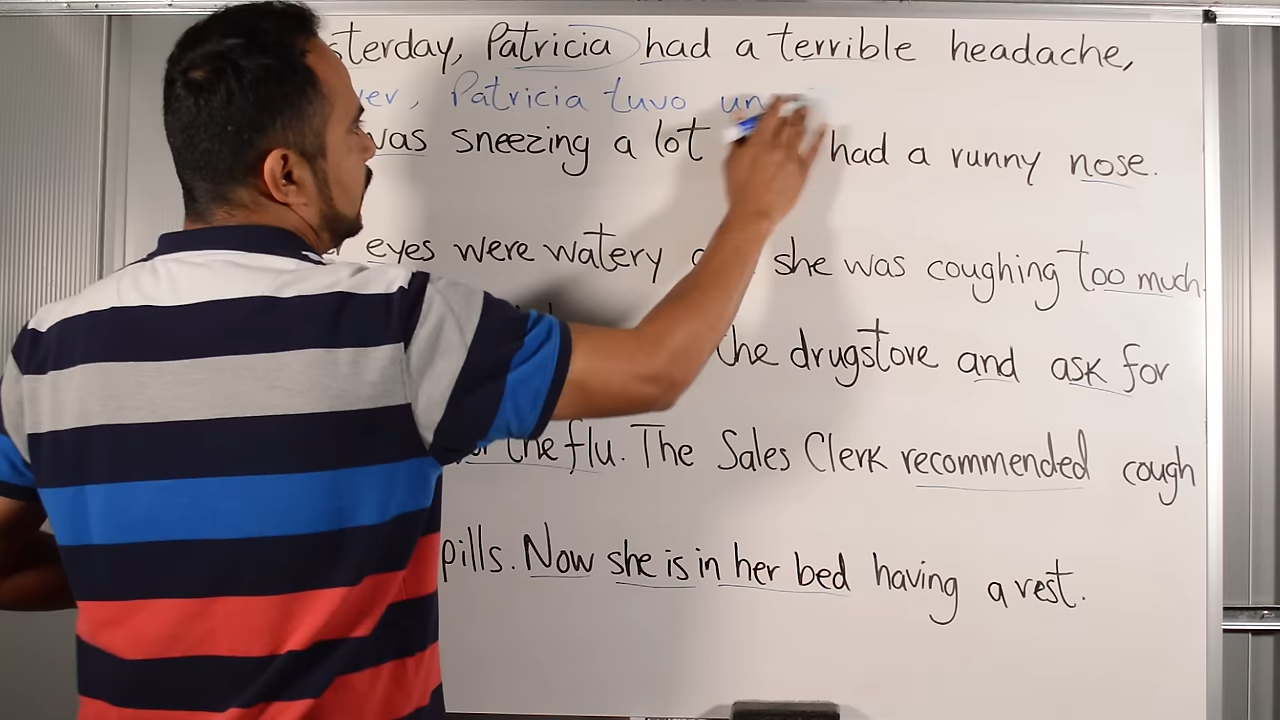 sterday, Patricia had a terrible headache,
yer, Patricia tuvo un
was sneezing a lot had a runny nose.
eyes were watery she was coughing too much.
the drugstore and ask for
the flu. The Sales Clerk recommended cough
pills. Now she is in her bed having a rest.